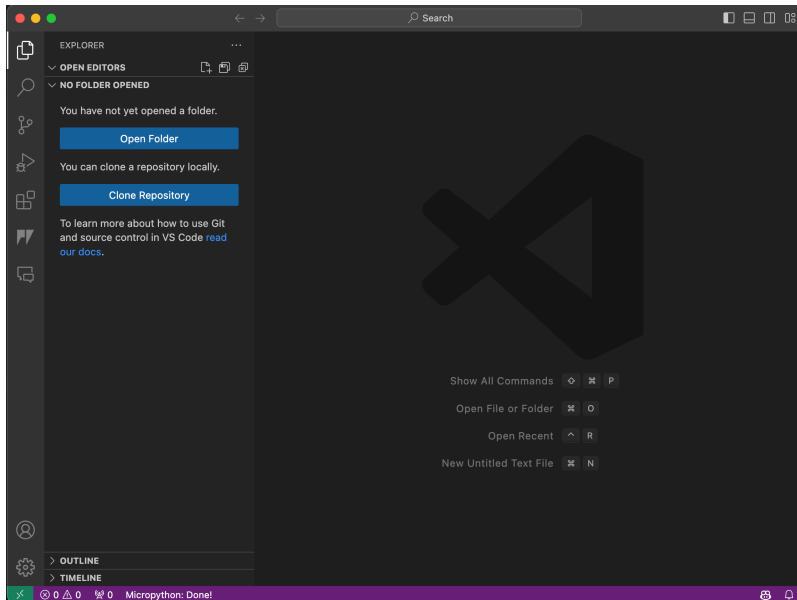 Search
EXPLORER
OPEN EDITORS
NO FOLDER OPENED
You have not yet opened a folder.
Open Folder
You can clone a repository locally.
Clone Repository
To learn more about how to use Git
and source control in VS Code read
our docs.
Show All Commands ⇧ ⌘ P
Open File or Folder ⌘ O
Open Recent ^ R
New Untitled Text File ⌘ N
OUTLINE
TIMELINE
0 0 0 Micropython: Done!